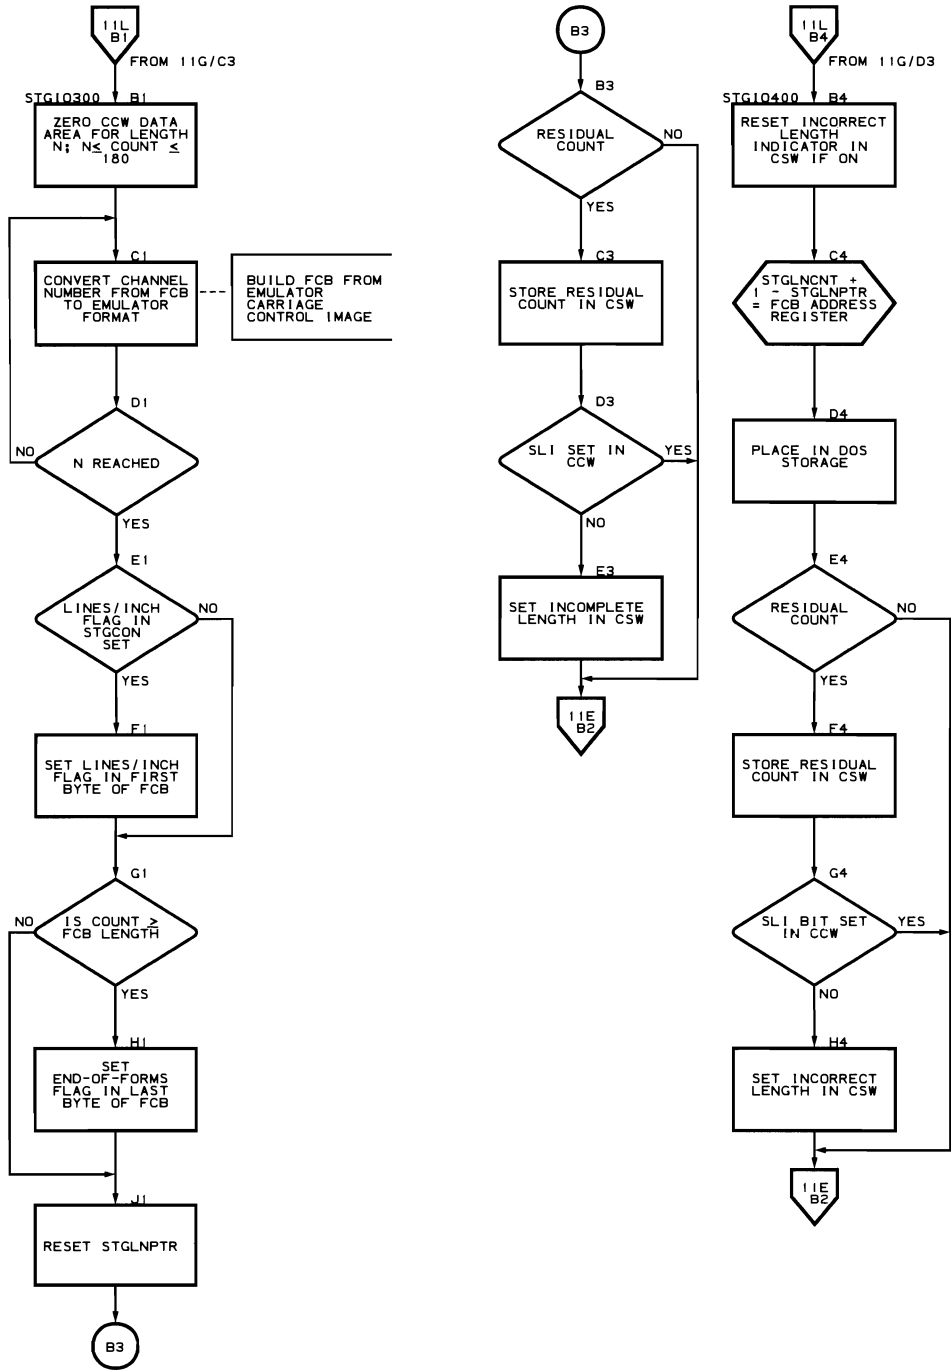 11L
B1
FROM 11G/C3
STGIO300 B1
ZERO CCW DATA
AREA FOR LENGTH
N; N≤ COUNT ≤
180
C1
CONVERT CHANNEL
NUMBER FROM FCB
TO EMULATOR
FORMAT
BUILD FCB FROM
EMULATOR
CARRIAGE
CONTROL IMAGE
D1
NO
N REACHED
YES
E1
LINES/INCH
FLAG IN
STGCON
SET
NO
YES
F1
SET LINES/INCH
FLAG IN FIRST
BYTE OF FCB
G1
NO
IS COUNT ≥
FCB LENGTH
YES
H1
SET
END-OF-FORMS
FLAG IN LAST
BYTE OF FCB
J1
RESET STGLNPTR
B3
B3
B3
RESIDUAL
COUNT
NO
YES
C3
STORE RESIDUAL
COUNT IN CSW
D3
SLI SET IN
CCW
YES
NO
E3
SET INCOMPLETE
LENGTH IN CSW
11E
B2
11L
B4
FROM 11G/D3
STGIO400 B4
RESET INCORRECT
LENGTH
INDICATOR IN
CSW IF ON
C4
STGLNCNT +
1 - STGLNPTR
= FCB ADDRESS
REGISTER
D4
PLACE IN DOS
STORAGE
E4
RESIDUAL
COUNT
NO
YES
F4
STORE RESIDUAL
COUNT IN CSW
G4
SLI BIT SET
IN CCW
YES
NO
H4
SET INCORRECT
LENGTH IN CSW
11E
B2